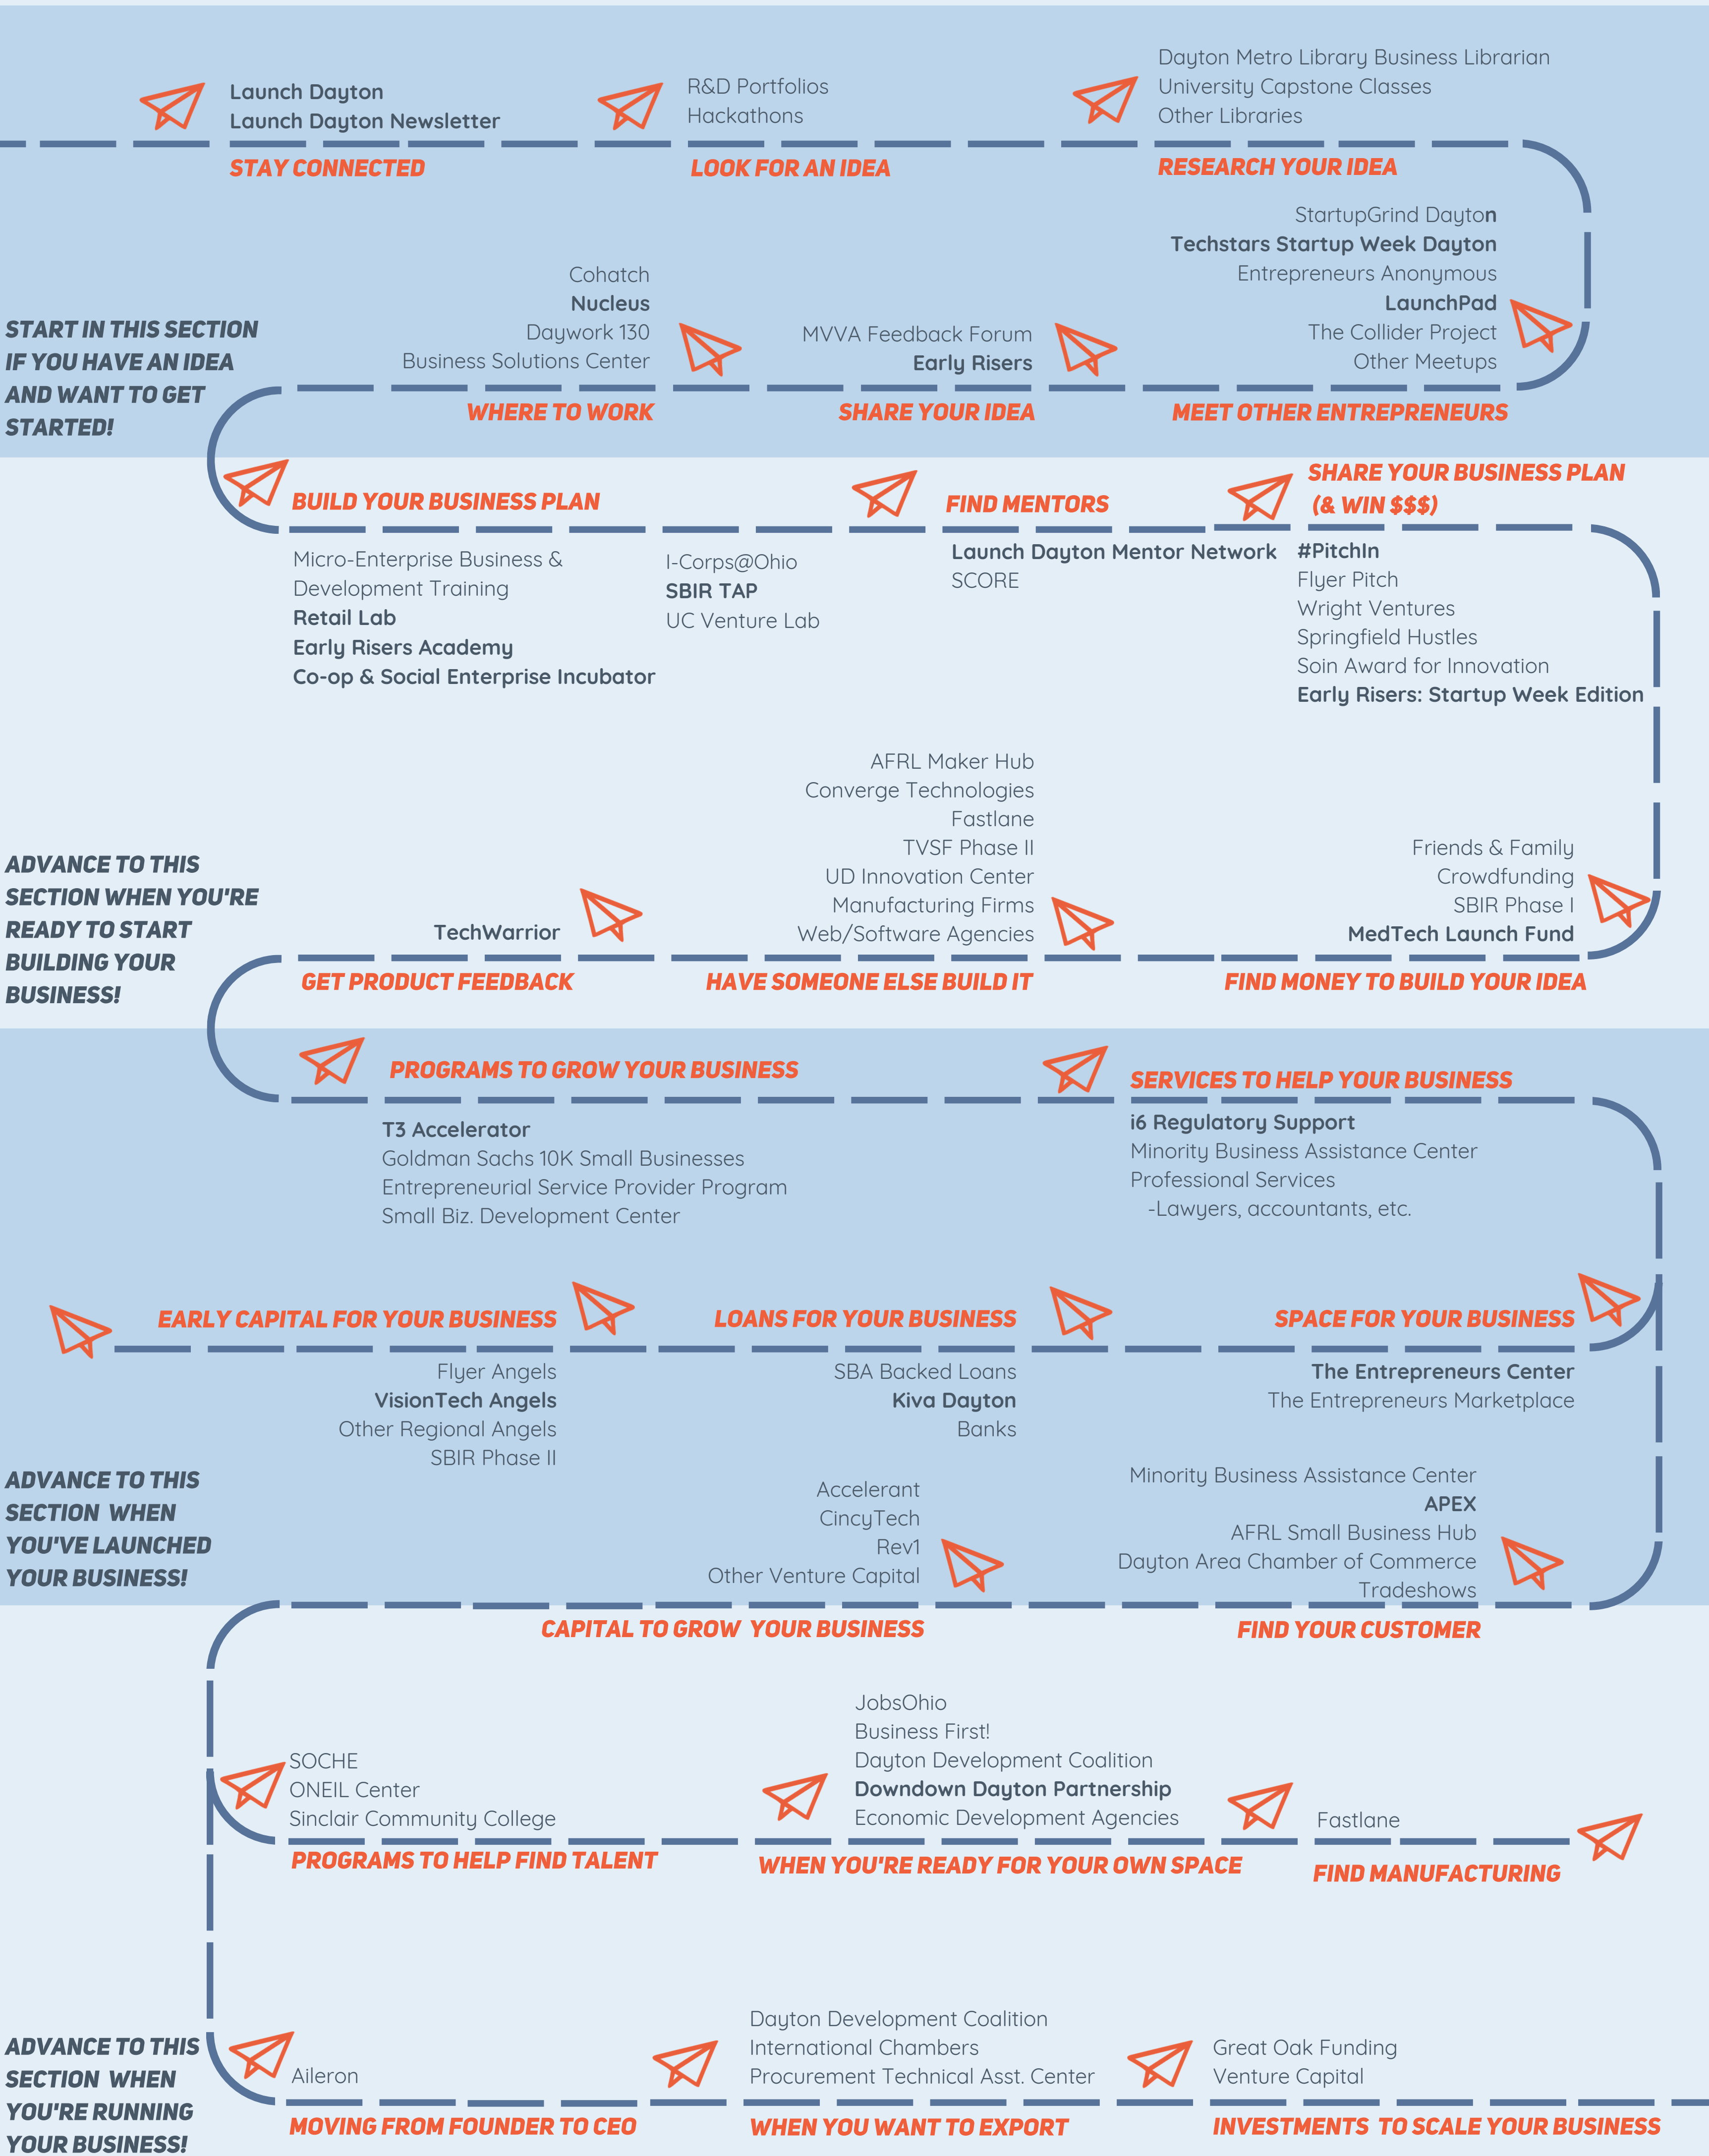 Launch Dayton
Launch Dayton Newsletter
STAY CONNECTED
R&D Portfolios
Hackathons
LOOK FOR AN IDEA
Dayton Metro Library Business Librarian
University Capstone Classes
Other Libraries
RESEARCH YOUR IDEA
StartupGrind Dayton
Techstars Startup Week Dayton
Entrepreneurs Anonymous
LaunchPad
The Collider Project
Other Meetups
MEET OTHER ENTREPRENEURS
MVVA Feedback Forum
Early Risers
SHARE YOUR IDEA
Cohatch
Nucleus
Daywork 130
Business Solutions Center
WHERE TO WORK
START IN THIS SECTION
IF YOU HAVE AN IDEA
AND WANT TO GET
STARTED!
BUILD YOUR BUSINESS PLAN
Micro-Enterprise Business &
Development Training
Retail Lab
Early Risers Academy
Co-op & Social Enterprise Incubator
I-Corps@Ohio
SBIR TAP
UC Venture Lab
FIND MENTORS
Launch Dayton Mentor Network
SCORE
SHARE YOUR BUSINESS PLAN
(& WIN $$$)
#PitchIn
Flyer Pitch
Wright Ventures
Springfield Hustles
Soin Award for Innovation
Early Risers: Startup Week Edition
Friends & Family
Crowdfunding
SBIR Phase I
MedTech Launch Fund
FIND MONEY TO BUILD YOUR IDEA
AFRL Maker Hub
Converge Technologies
Fastlane
TVSF Phase II
UD Innovation Center
Manufacturing Firms
Web/Software Agencies
HAVE SOMEONE ELSE BUILD IT
TechWarrior
GET PRODUCT FEEDBACK
ADVANCE TO THIS
SECTION WHEN YOU'RE
READY TO START
BUILDING YOUR
BUSINESS!
PROGRAMS TO GROW YOUR BUSINESS
T3 Accelerator
Goldman Sachs 10K Small Businesses
Entrepreneurial Service Provider Program
Small Biz. Development Center
SERVICES TO HELP YOUR BUSINESS
i6 Regulatory Support
Minority Business Assistance Center
Professional Services
-Lawyers, accountants, etc.
SPACE FOR YOUR BUSINESS
The Entrepreneurs Center
The Entrepreneurs Marketplace
LOANS FOR YOUR BUSINESS
SBA Backed Loans
Kiva Dayton
Banks
EARLY CAPITAL FOR YOUR BUSINESS
Flyer Angels
VisionTech Angels
Other Regional Angels
SBIR Phase II
Minority Business Assistance Center
APEX
AFRL Small Business Hub
Dayton Area Chamber of Commerce
Tradeshows
FIND YOUR CUSTOMER
Accelerant
CincyTech
Rev1
Other Venture Capital
CAPITAL TO GROW YOUR BUSINESS
ADVANCE TO THIS
SECTION WHEN
YOU'VE LAUNCHED
YOUR BUSINESS!
SOCHE
ONEIL Center
Sinclair Community College
PROGRAMS TO HELP FIND TALENT
JobsOhio
Business First!
Dayton Development Coalition
Downdown Dayton Partnership
Economic Development Agencies
WHEN YOU'RE READY FOR YOUR OWN SPACE
Fastlane
FIND MANUFACTURING
ADVANCE TO THIS
SECTION WHEN
YOU'RE RUNNING
YOUR BUSINESS!
Aileron
MOVING FROM FOUNDER TO CEO
Dayton Development Coalition
International Chambers
Procurement Technical Asst. Center
WHEN YOU WANT TO EXPORT
Great Oak Funding
Venture Capital
INVESTMENTS TO SCALE YOUR BUSINESS